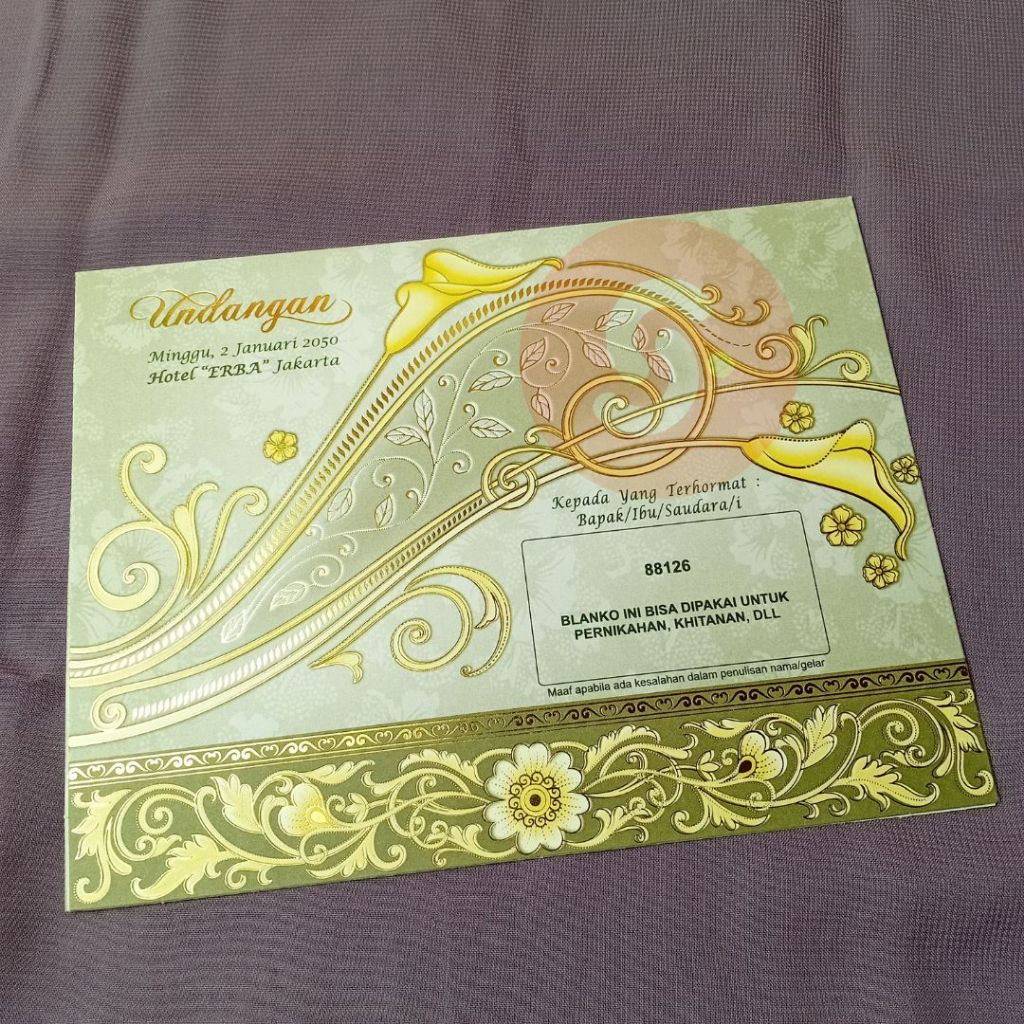 Undangan
Minggu, 2 Januari 2050
Hotel “ERBA” Jakarta
Kepada Yang Terhormat :
Bapak/Ibu/Saudara/i
88126
BLANKO INI BISA DIPAKAI UNTUK
PERNIKAHAN, KHITANAN, DLL
Maaf apabila ada kesalahan dalam penulisan nama/gelar